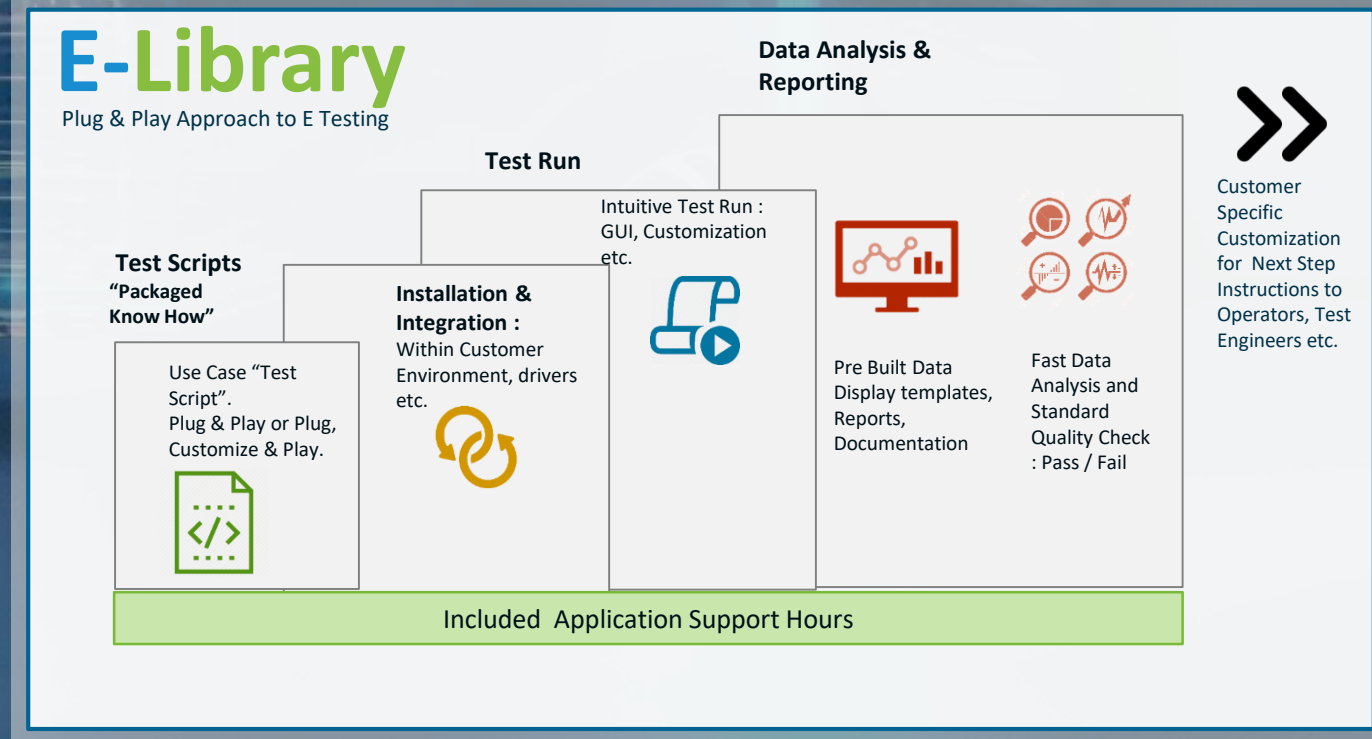 E-Library
Plug & Play Approach to E Testing
Test Scripts
“Packaged
Know How”
Use Case “Test
Script”.
Plug & Play or Plug,
Customize & Play.
Installation &
Integration :
Within Customer
Environment, drivers
etc.
Test Run
Intuitive Test Run :
GUI, Customization
etc.
Data Analysis &
Reporting
Pre Built Data
Display templates,
Reports,
Documentation
Fast Data
Analysis and
Standard
Quality Check
: Pass / Fail
Customer
Specific
Customization
for Next Step
Instructions to
Operators, Test
Engineers etc.
Included Application Support Hours